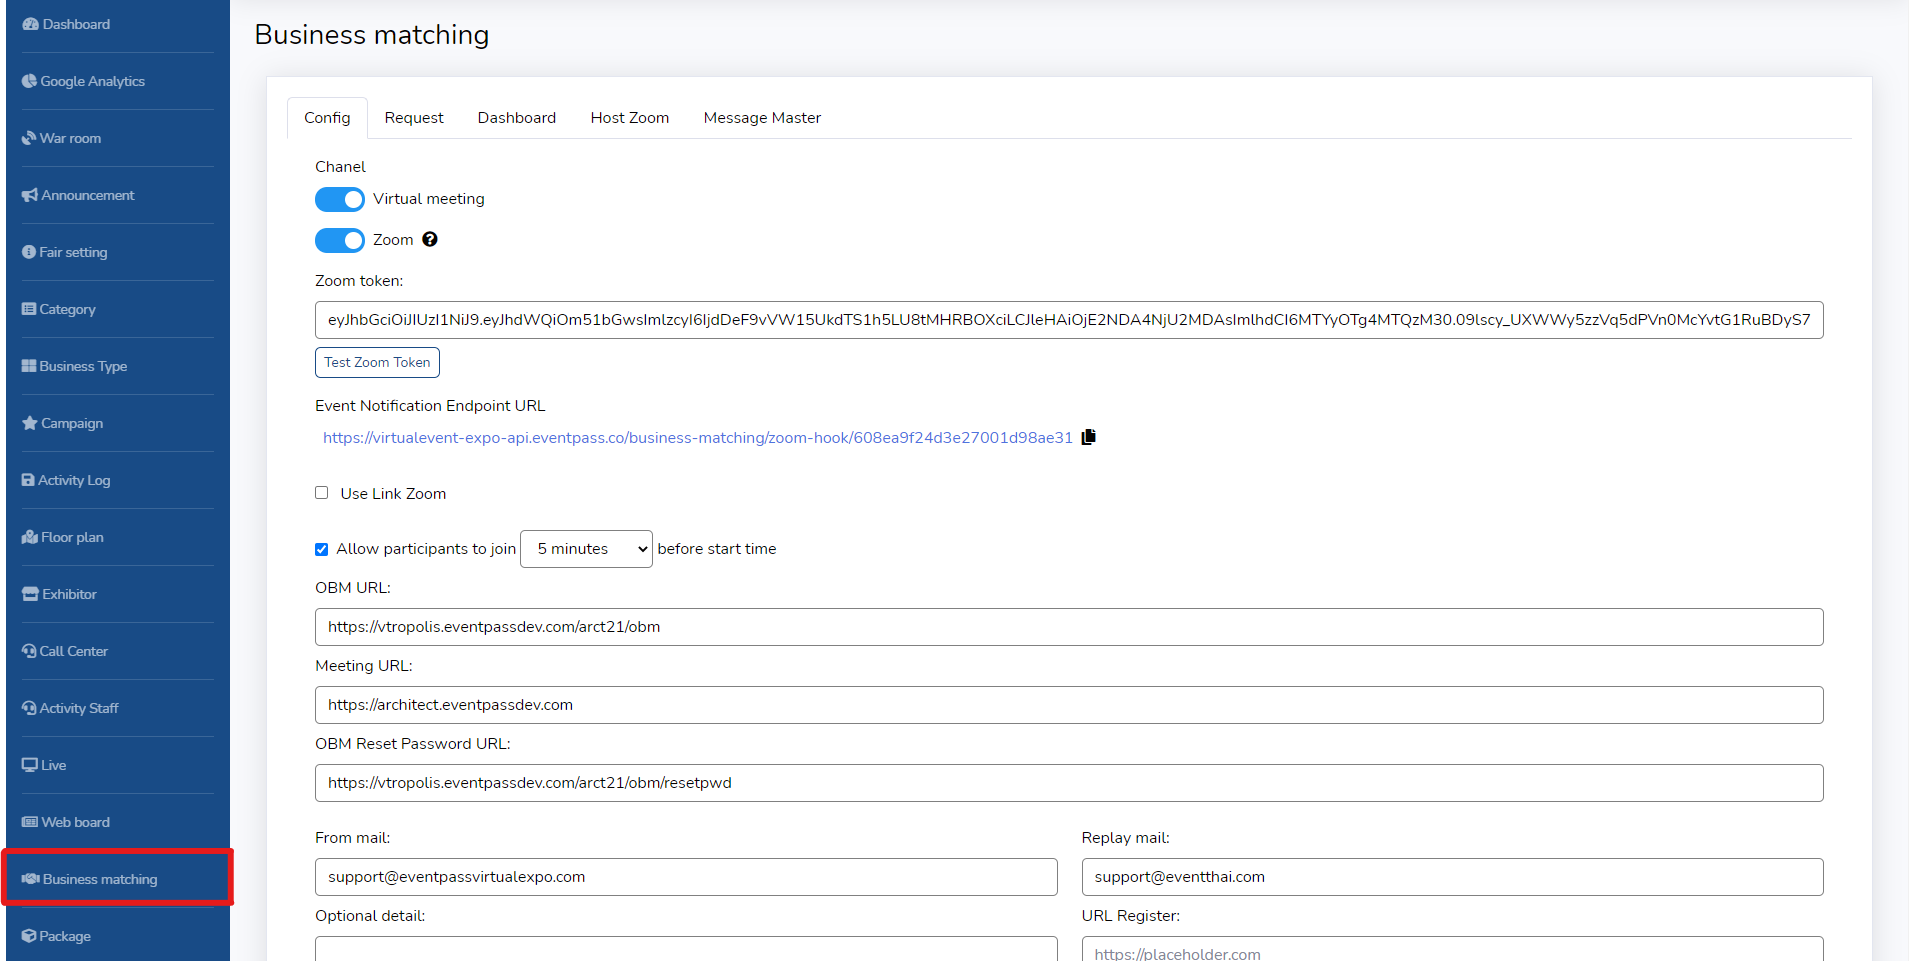 Dashboard
Google Analytics
War room
Announcement
Fair setting
Category
Business Type
Campaign
Activity Log
Floor plan
Exhibitor
Call Center
Activity Staff
Live
Web board
Business matching
Package
Business matching
Config Request Dashboard Host Zoom Message Master
Chanel
Virtual meeting
Zoom
Zoom token:
eyJhbGciOiJIUzI1NiJ9.eyJhdWQiOm51bGwsImlzcyI6IjdDeF9vVW15UkdTS1h5LU8tMHRBOXciLCJleHAiOjE2NDA4NjU2MDAsImlhdCI6MTYyOTg4MTQzM30.09lscy_UXWWy5zzVq5dPVn0McYvtG1RuBDyS7
Test Zoom Token
Event Notification Endpoint URL
https://virtualevent-expo-api.eventpass.co/business-matching/zoom-hook/608ea9f24d3e27001d98ae31
Use Link Zoom
Allow participants to join 5 minutes before start time
OBM URL:
https://vtropolis.eventpassdev.com/arct21/obm
Meeting URL:
https://architect.eventpassdev.com
OBM Reset Password URL:
https://vtropolis.eventpassdev.com/arct21/obm/resetpwd
From mail: Replay mail:
support@eventpassvirtualexpo.com support@eventthai.com
Optional detail: URL Register:
https://placeholder.com